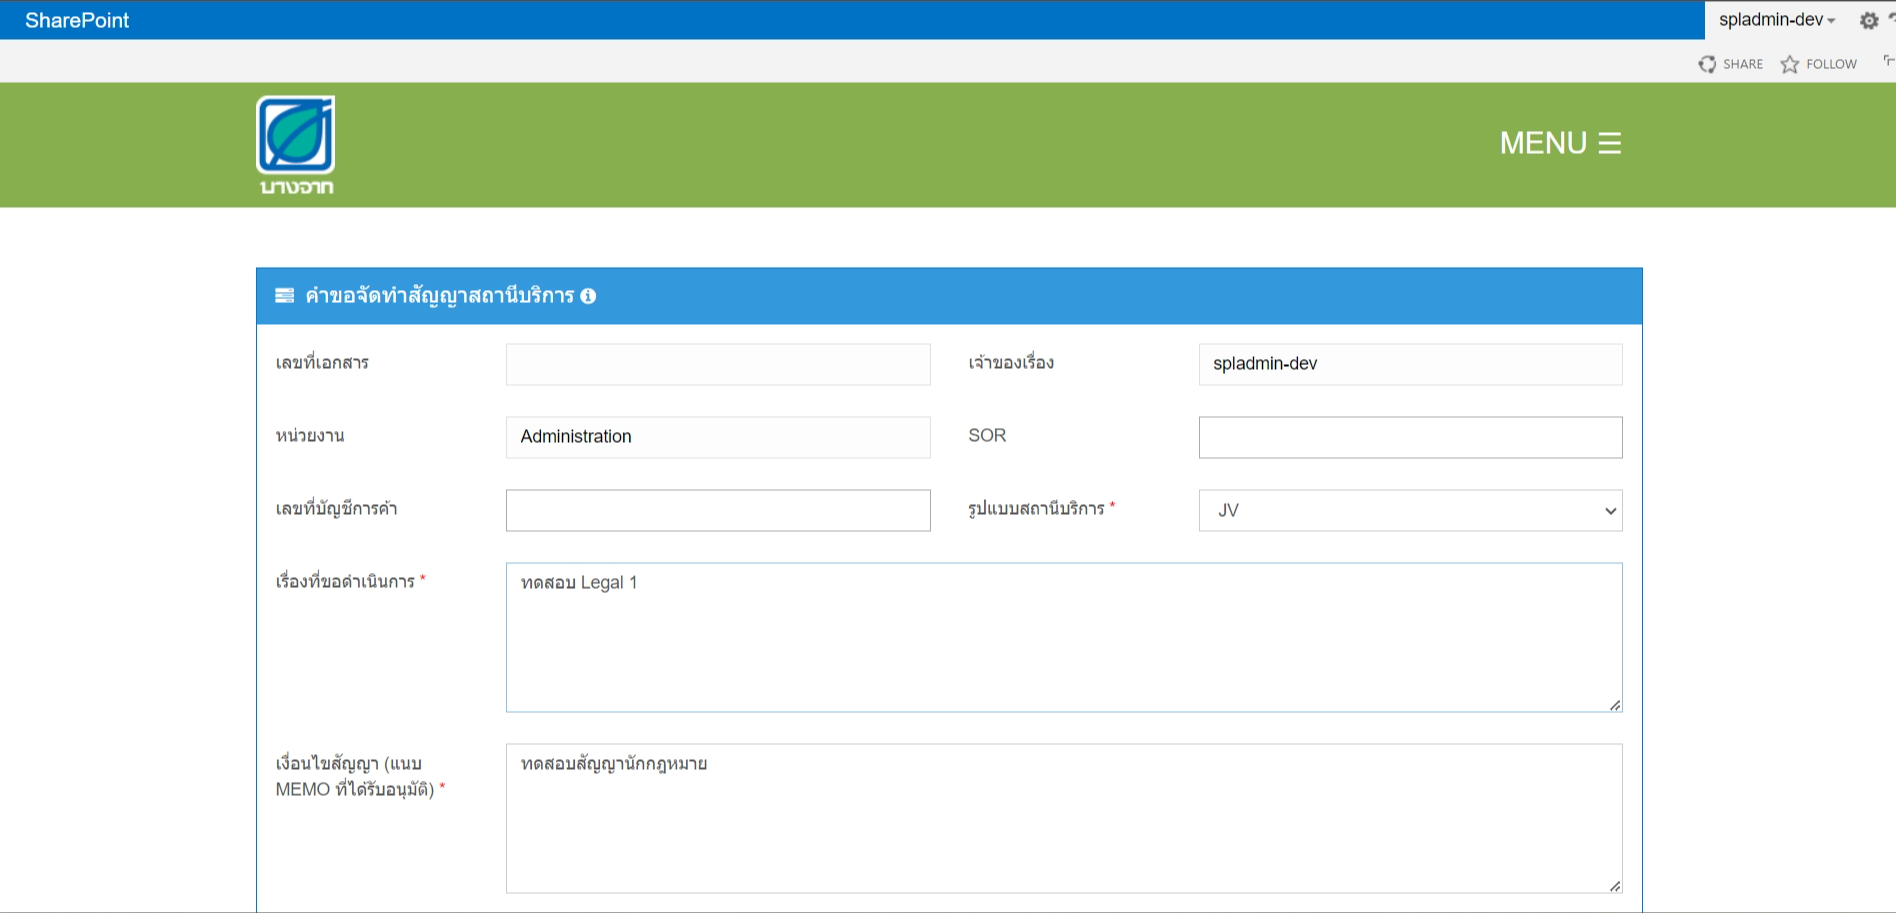 SharePoint
spladmin-dev
SHARE
FOLLOW
บางจาก
MENU
คำขอจัดทำสัญญาสถานีบริการ
เลขที่เอกสาร
เจ้าของเรื่อง
spladmin-dev
หน่วยงาน
Administration
SOR
เลขที่บัญชีการค้า
รูปแบบสถานีบริการ *
JV
เรื่องที่ขอดำเนินการ *
ทดสอบ Legal 1
เงื่อนไขสัญญา (แนบ
MEMO ที่ได้รับอนุมัติ) *
ทดสอบสัญญานักกฎหมาย